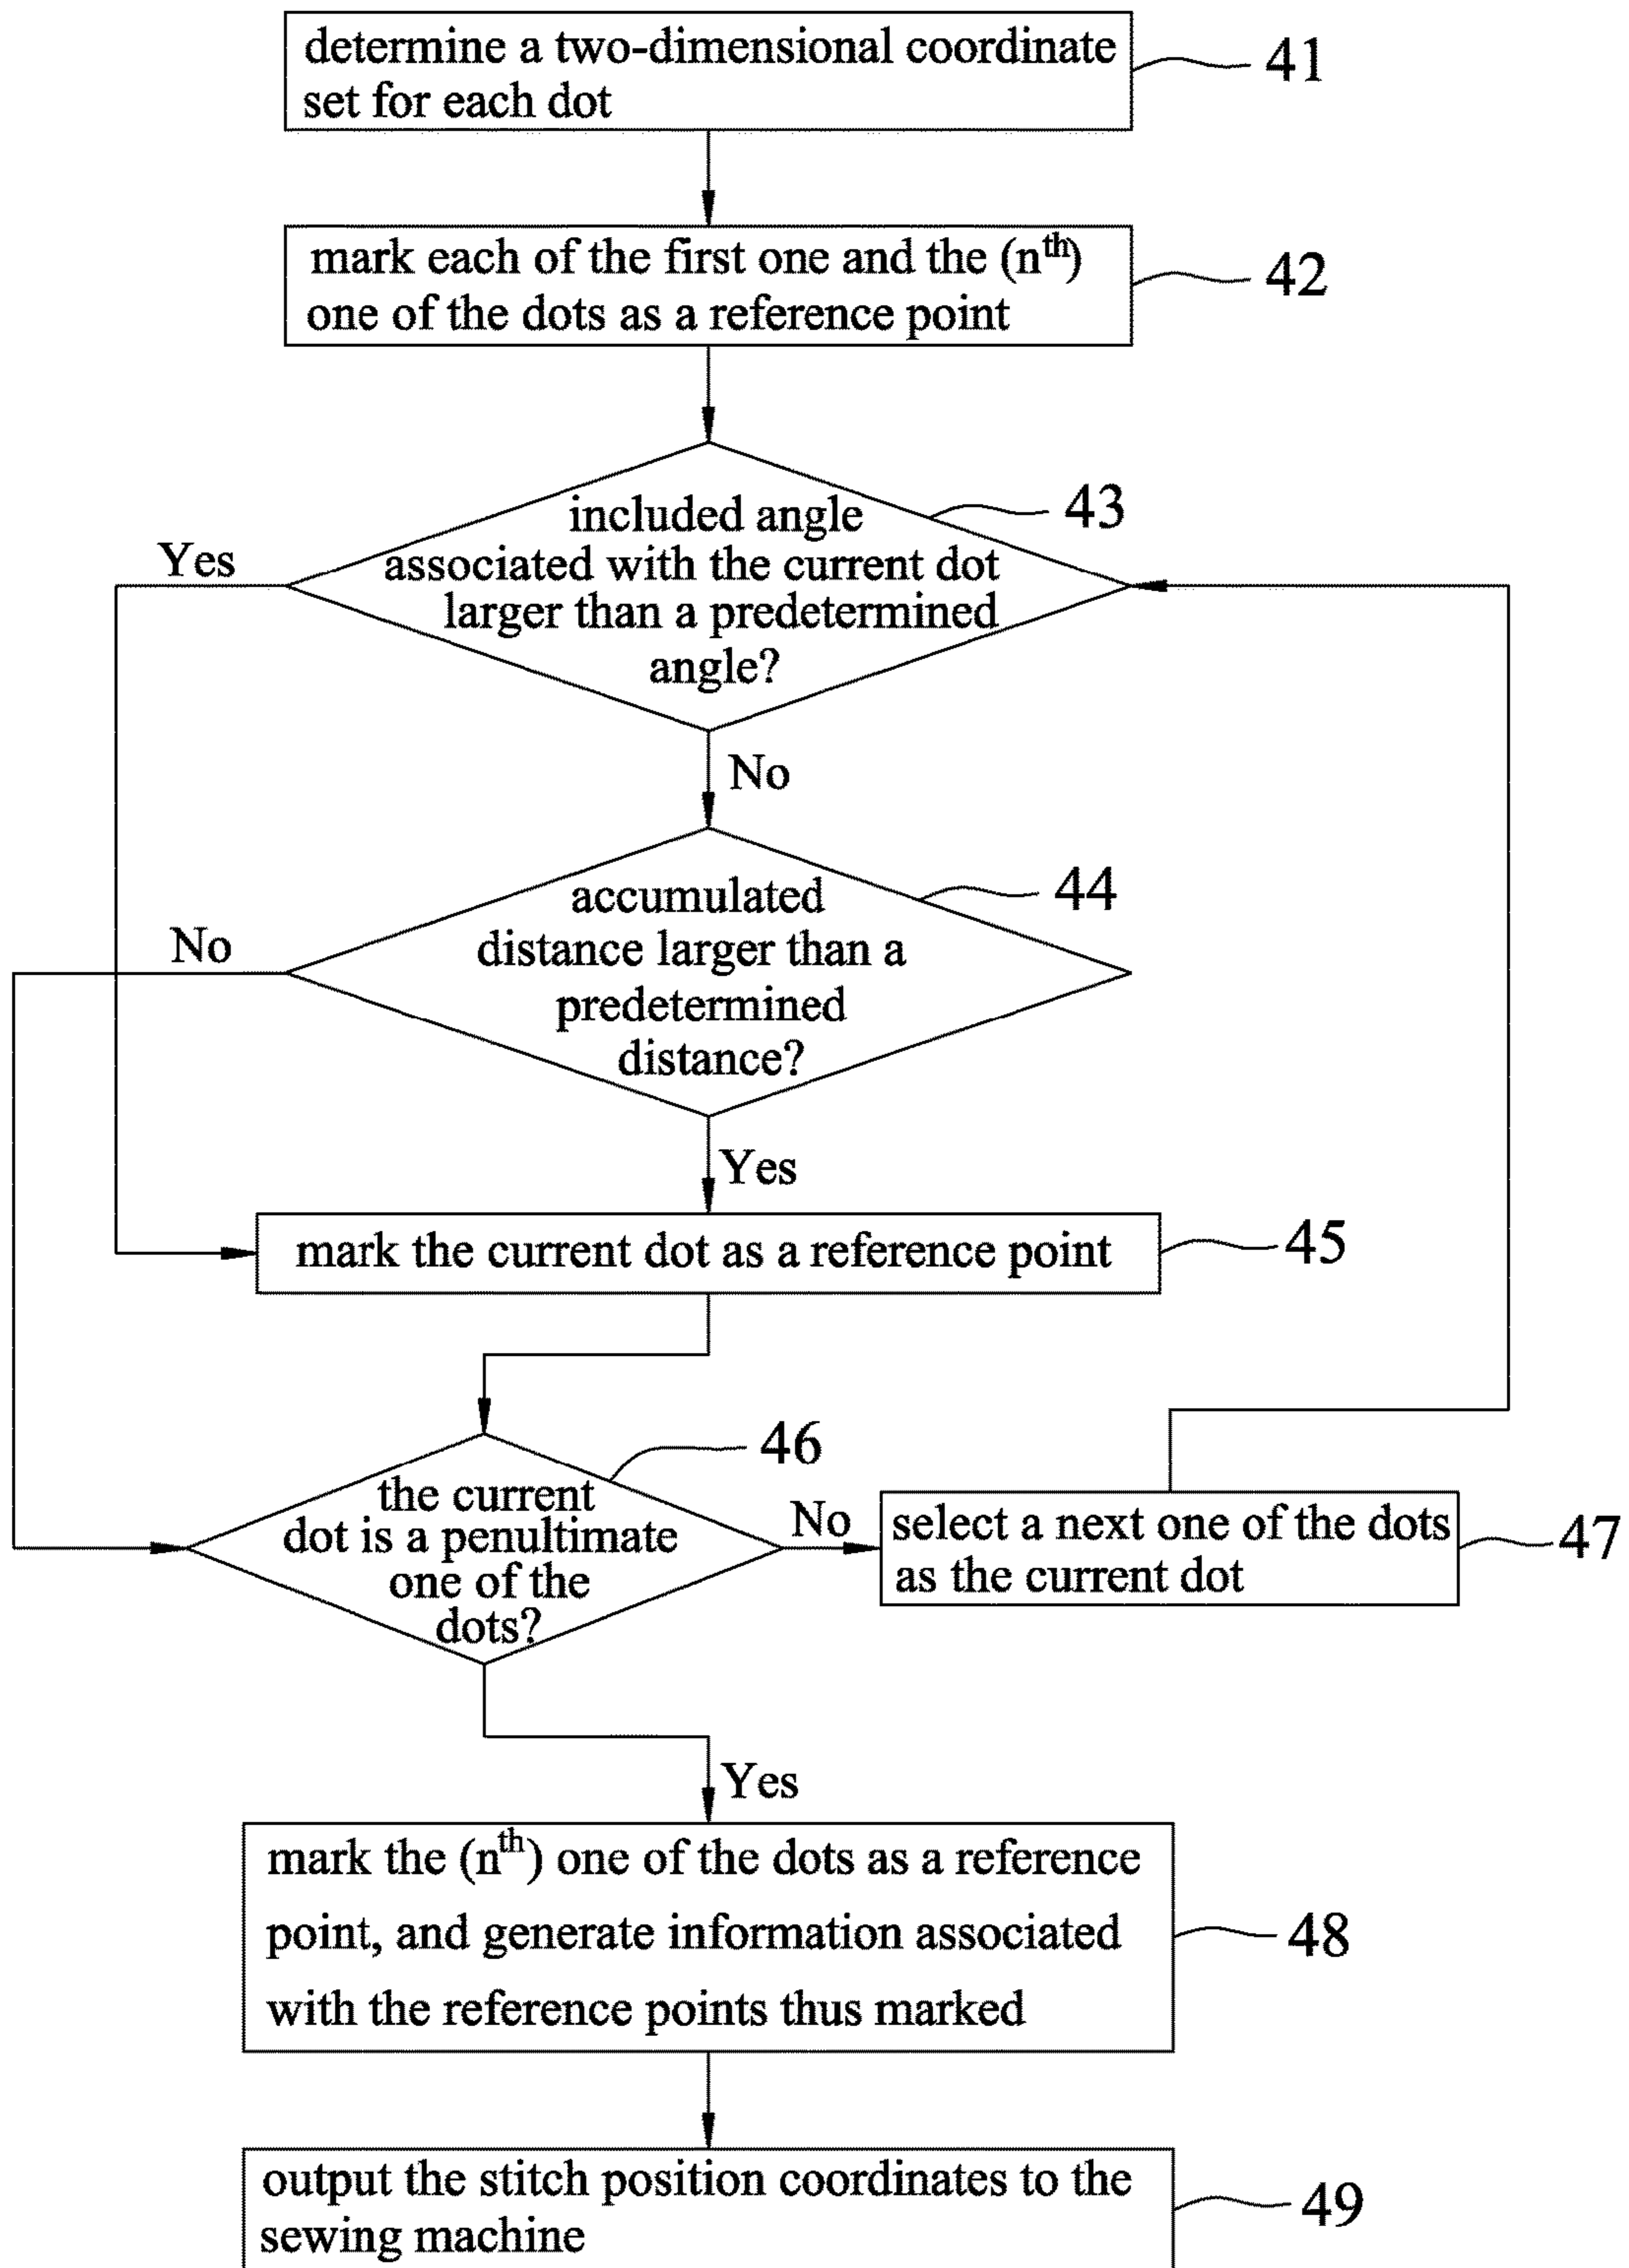 determine a two-dimensional coordinate
set for each dot
41
mark each of the first one and the (nth)
one of the dots as a reference point
42
included angle
associated with the current dot
larger than a predetermined
angle?
43
Yes
No
accumulated
distance larger than a
predetermined
distance?
44
No
Yes
mark the current dot as a reference point
45
the current
dot is a penultimate
one of the
dots?
46
No
select a next one of the dots
as the current dot
47
Yes
mark the (nth) one of the dots as a reference
point, and generate information associated
with the reference points thus marked
48
output the stitch position coordinates to the
sewing machine
49